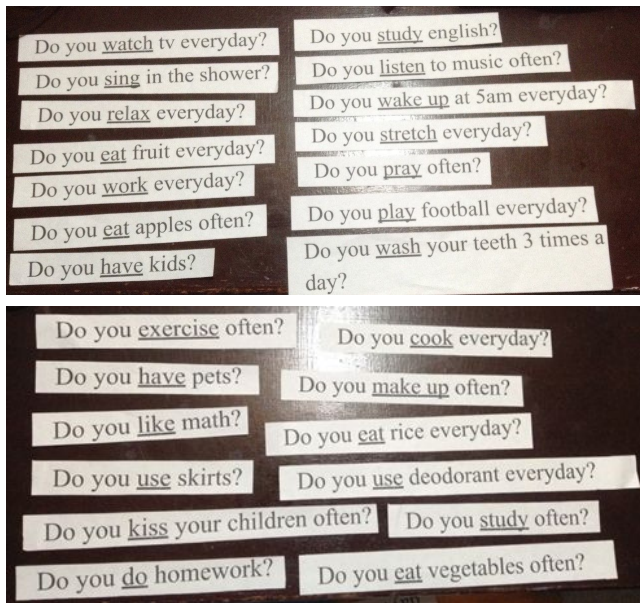 Do you watch tv everyday?
Do you sing in the shower?
Do you relax everyday?
Do you eat fruit everyday?
Do you work everyday?
Do you eat apples often?
Do you have kids?
Do you study english?
Do you listen to music often?
Do you wake up at 5am everyday?
Do you stretch everyday?
Do you pray often?
Do you play football everyday?
Do you wash your teeth 3 times a
day?
Do you exercise often?
Do you have pets?
Do you like math?
Do you use skirts?
Do you kiss your children often?
Do you do homework?
Do you cook everyday?
Do you make up often?
Do you eat rice everyday?
Do you use deodorant everyday?
Do you study often?
Do you eat vegetables often?